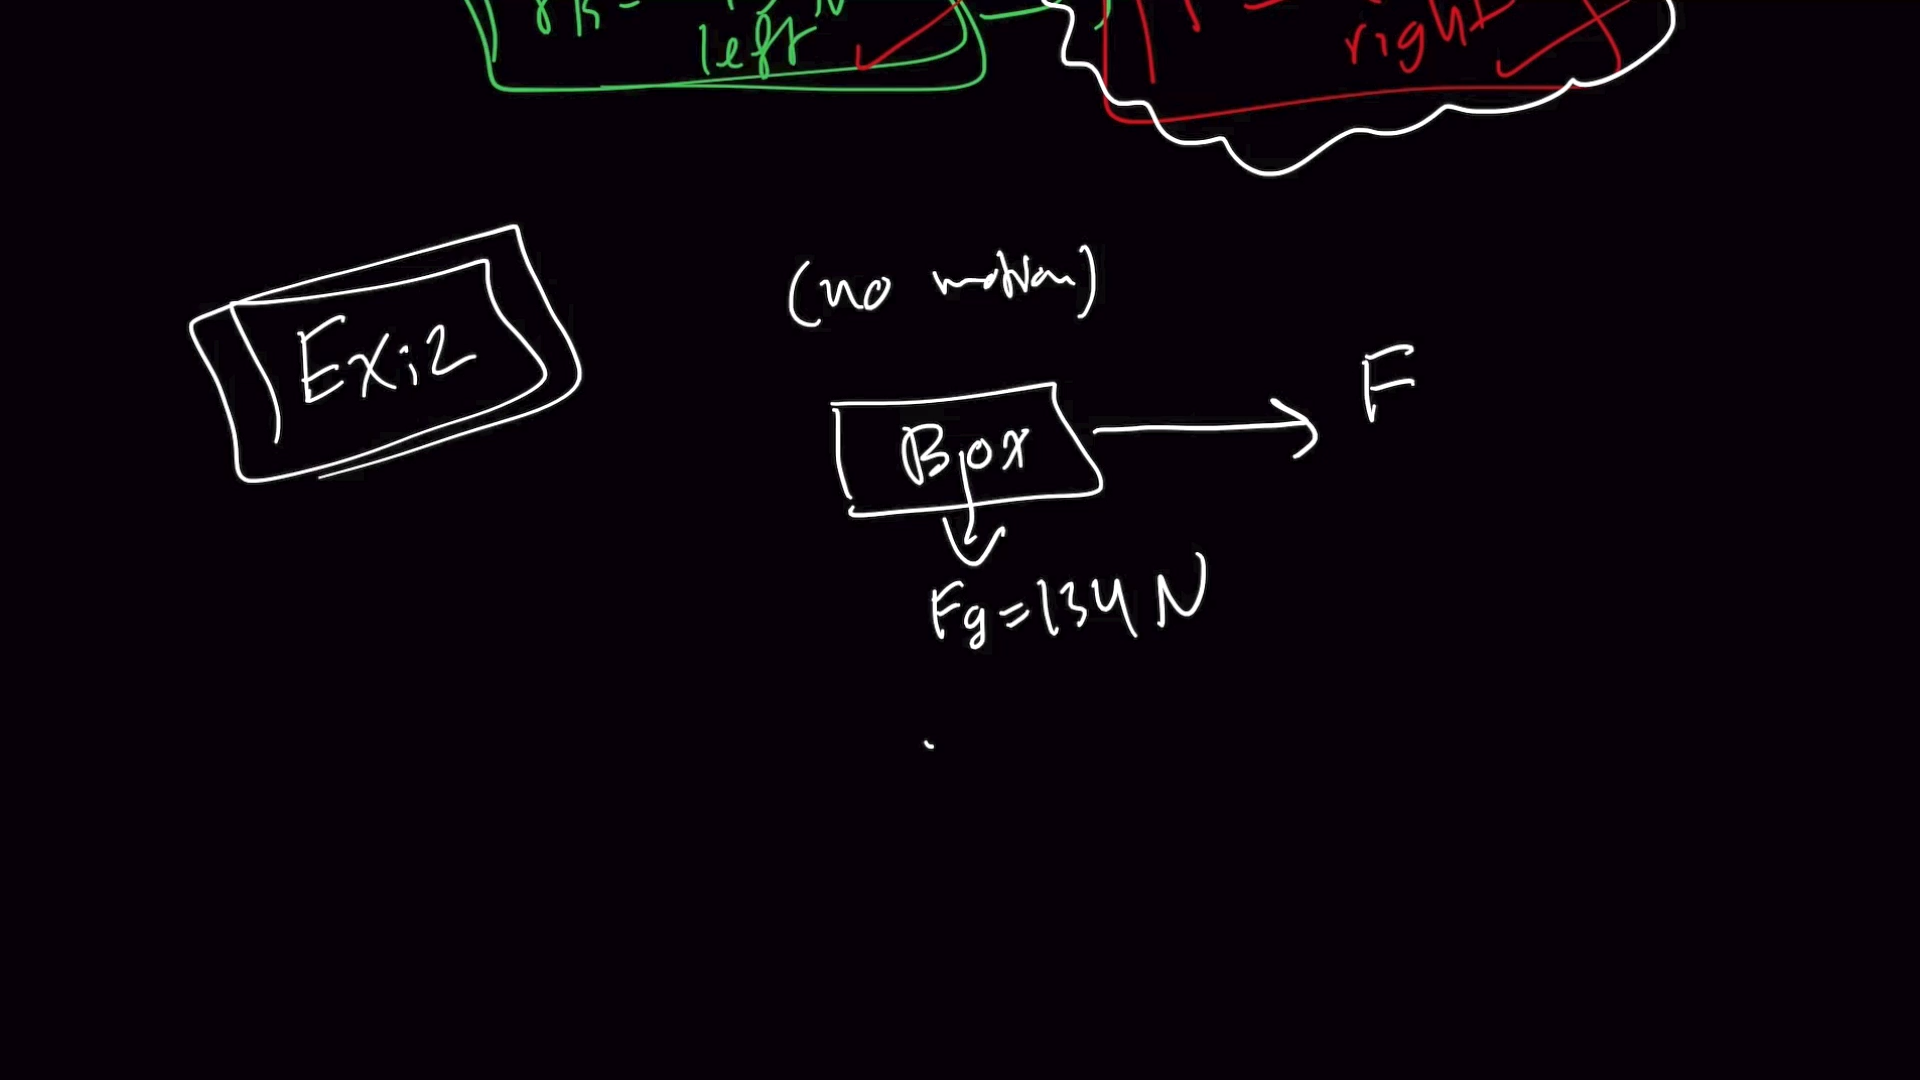 left
right
Ex:2
(no motion)
F
Box
Fg=134 N